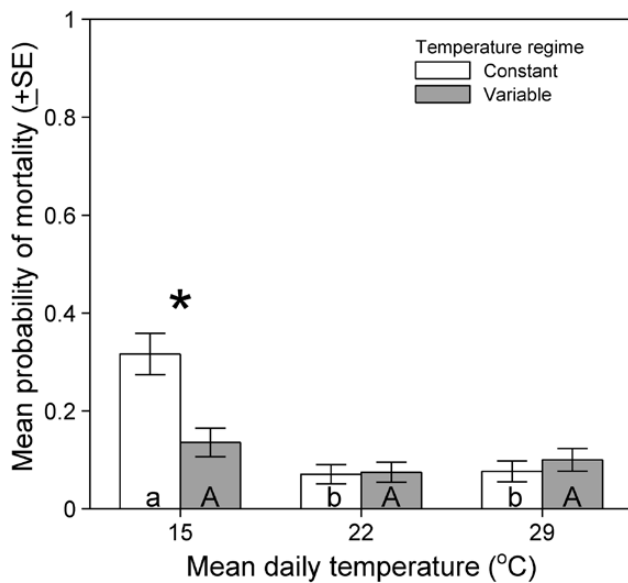 Mean probability of mortality (±SE)
1
0.8
0.6
0.4
0.2
0
Temperature regime
Constant
Variable
*
a A b A b A
15 22 29
Mean daily temperature (°C)